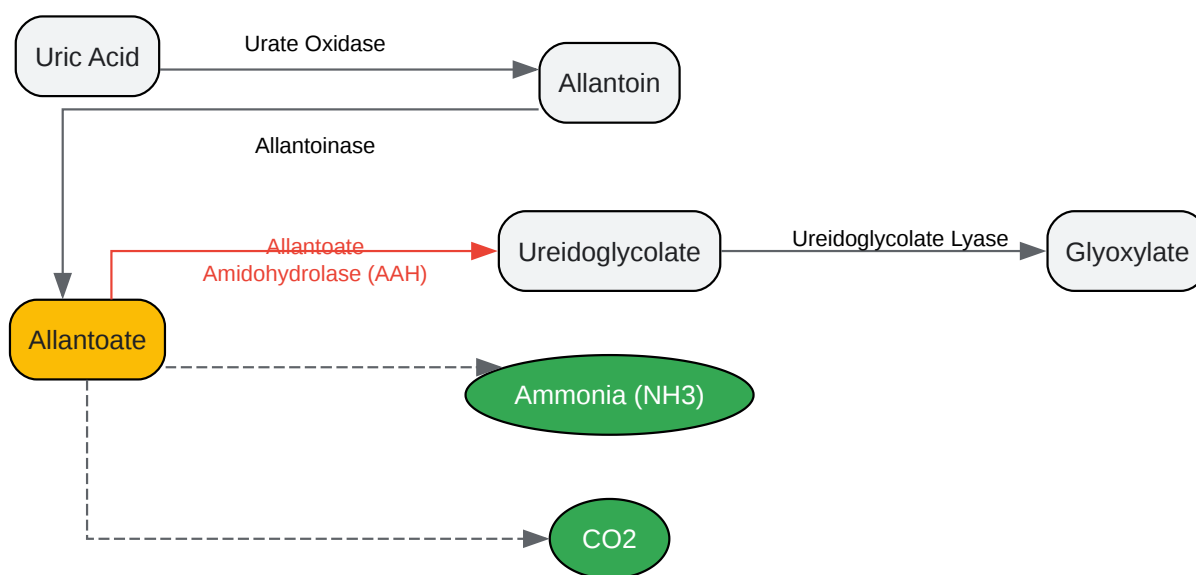 Uric Acid
Urate Oxidase
Allantoin
Allantoinase
Allantoate
Amidohydrolase (AAH)
Ureidoglycolate
Ureidoglycolate Lyase
Glyoxylate
Allantoate
Ammonia (NH3)
CO2